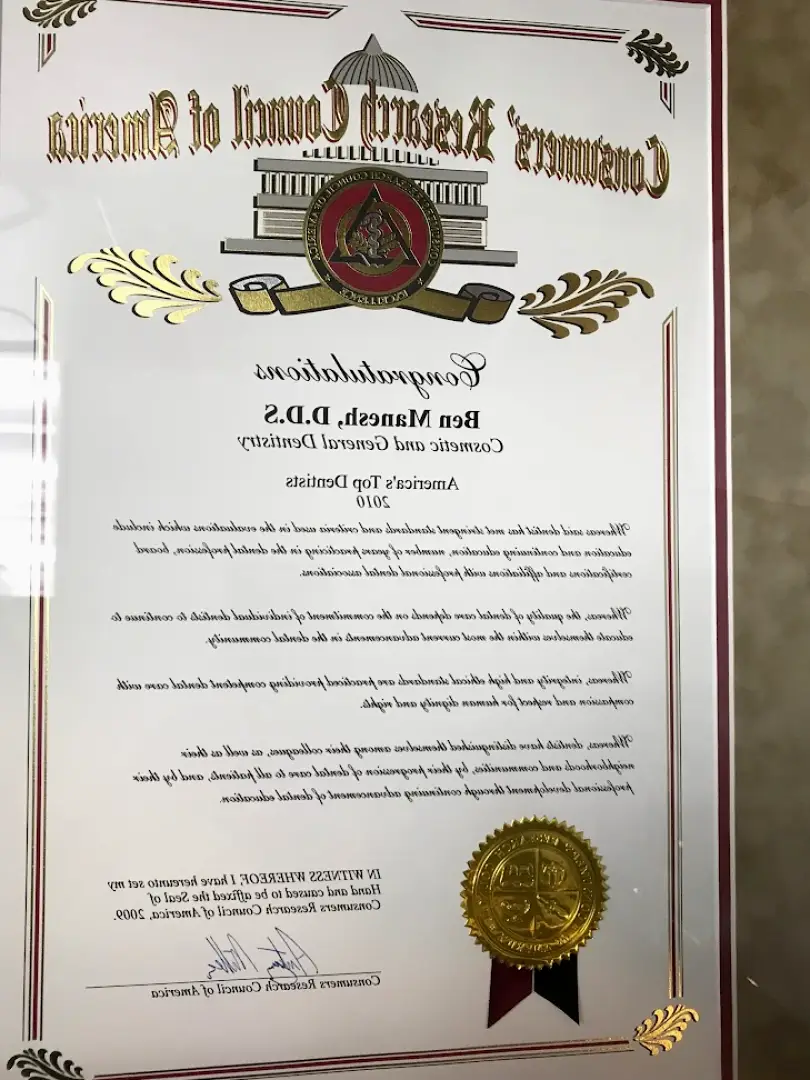 Consumers' Research Council of America
CONSUMERS' RESEARCH COUNCIL OF AMERICA
Congratulations
Ben Manesh, D.D.S
Cosmetic and General Dentistry
America's Top Dentists
2010
Whereas said dentist has met stringent standards and criteria used in the evaluations which include
education and continuing education, number of years practicing in the dental profession, board
certifications and affiliations with professional dental associations.
Whereas, the quality of dental care depends on the commitment of individual dentists to continue to
educate themselves within the most current advancements in the dental community.
Whereas, integrity and high ethical standards are practiced providing competent dental care with
compassion and respect for human dignity and rights.
Whereas, dentists have distinguished themselves among their colleagues, as well as their
neighborhoods and communities, by their progression of dental care to all patients, and by their
professional development through continuing advancement of dental education.
IN WITNESS WHEREOF, I have hereunto set my
Hand and caused to be affixed the Seal of
Consumers Research Council of America, 2009.
Consumers Research Council of America